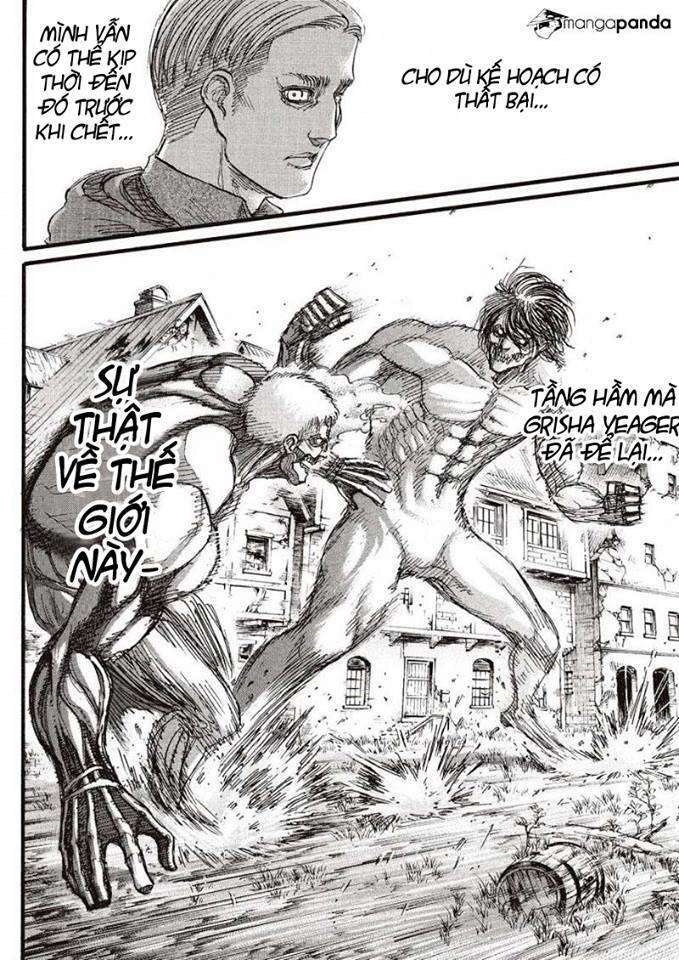 mangapanda
CHO DÙ KẾ HOẠCH CÓ
THẤT BẠI...
MÌNH VẪN
CÓ THỂ KỊP
THỜI ĐẾN
ĐÓ TRƯỚC
KHI CHẾT...
TẦNG HẦM MÀ
GRISHA YEAGER
ĐÃ ĐỂ LẠI...
SỰ
THẬT
VỀ THẾ
GIỚI
NÀY-